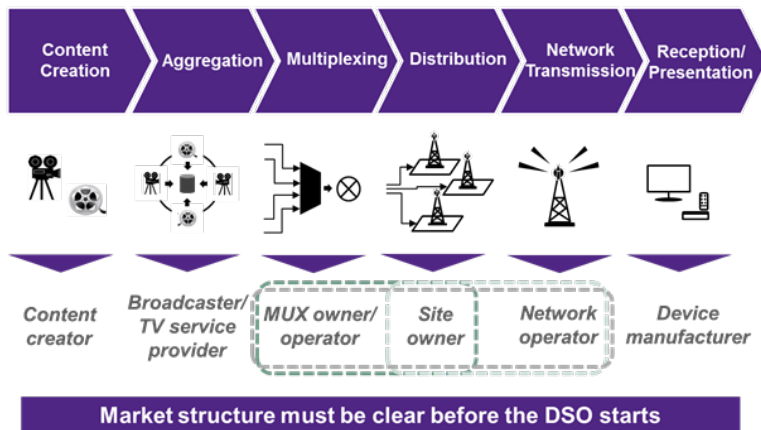 Content
Creation
Aggregation
Multiplexing
Distribution
Network
Transmission
Reception/
Presentation
Content
creator
Broadcaster/
TV service
provider
MUX owner/
operator
Site
owner
Network
operator
Device
manufacturer
Market structure must be clear before the DSO starts